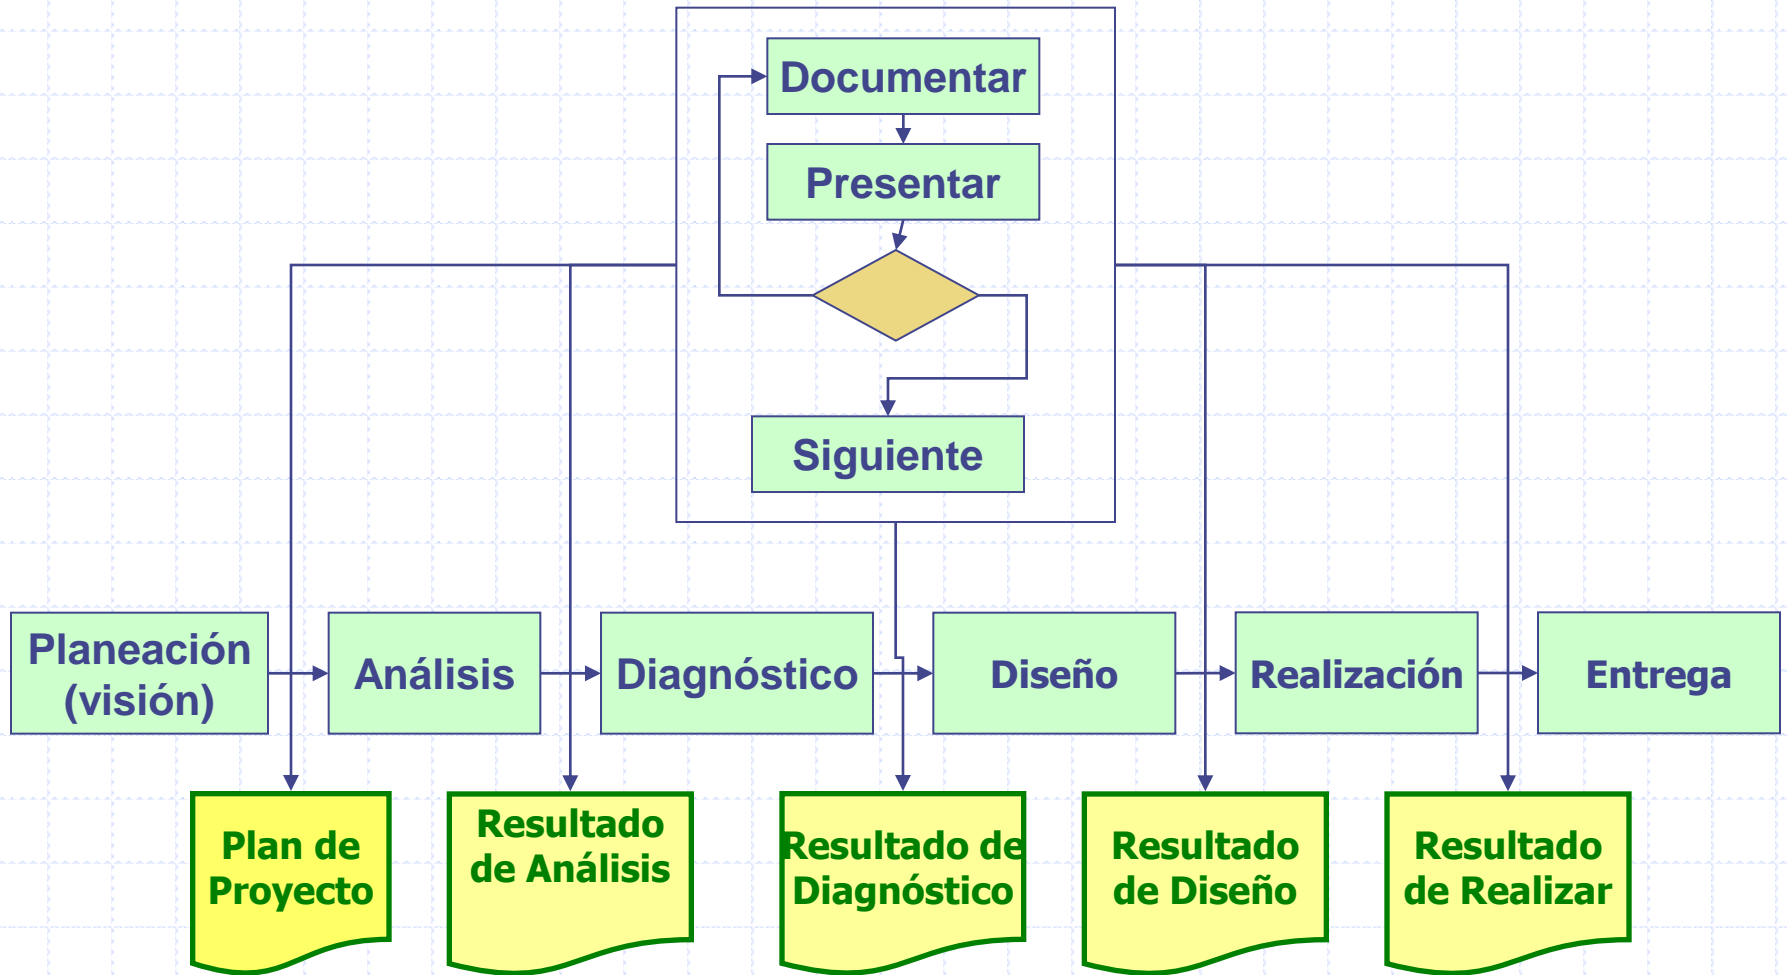 Documentar
Presentar
Siguiente
Planeación
(visión)
Análisis
Diagnóstico
Diseño
Realización
Entrega
Plan de
Proyecto
Resultado
de Análisis
Resultado de
Diagnóstico
Resultado
de Diseño
Resultado
de Realizar